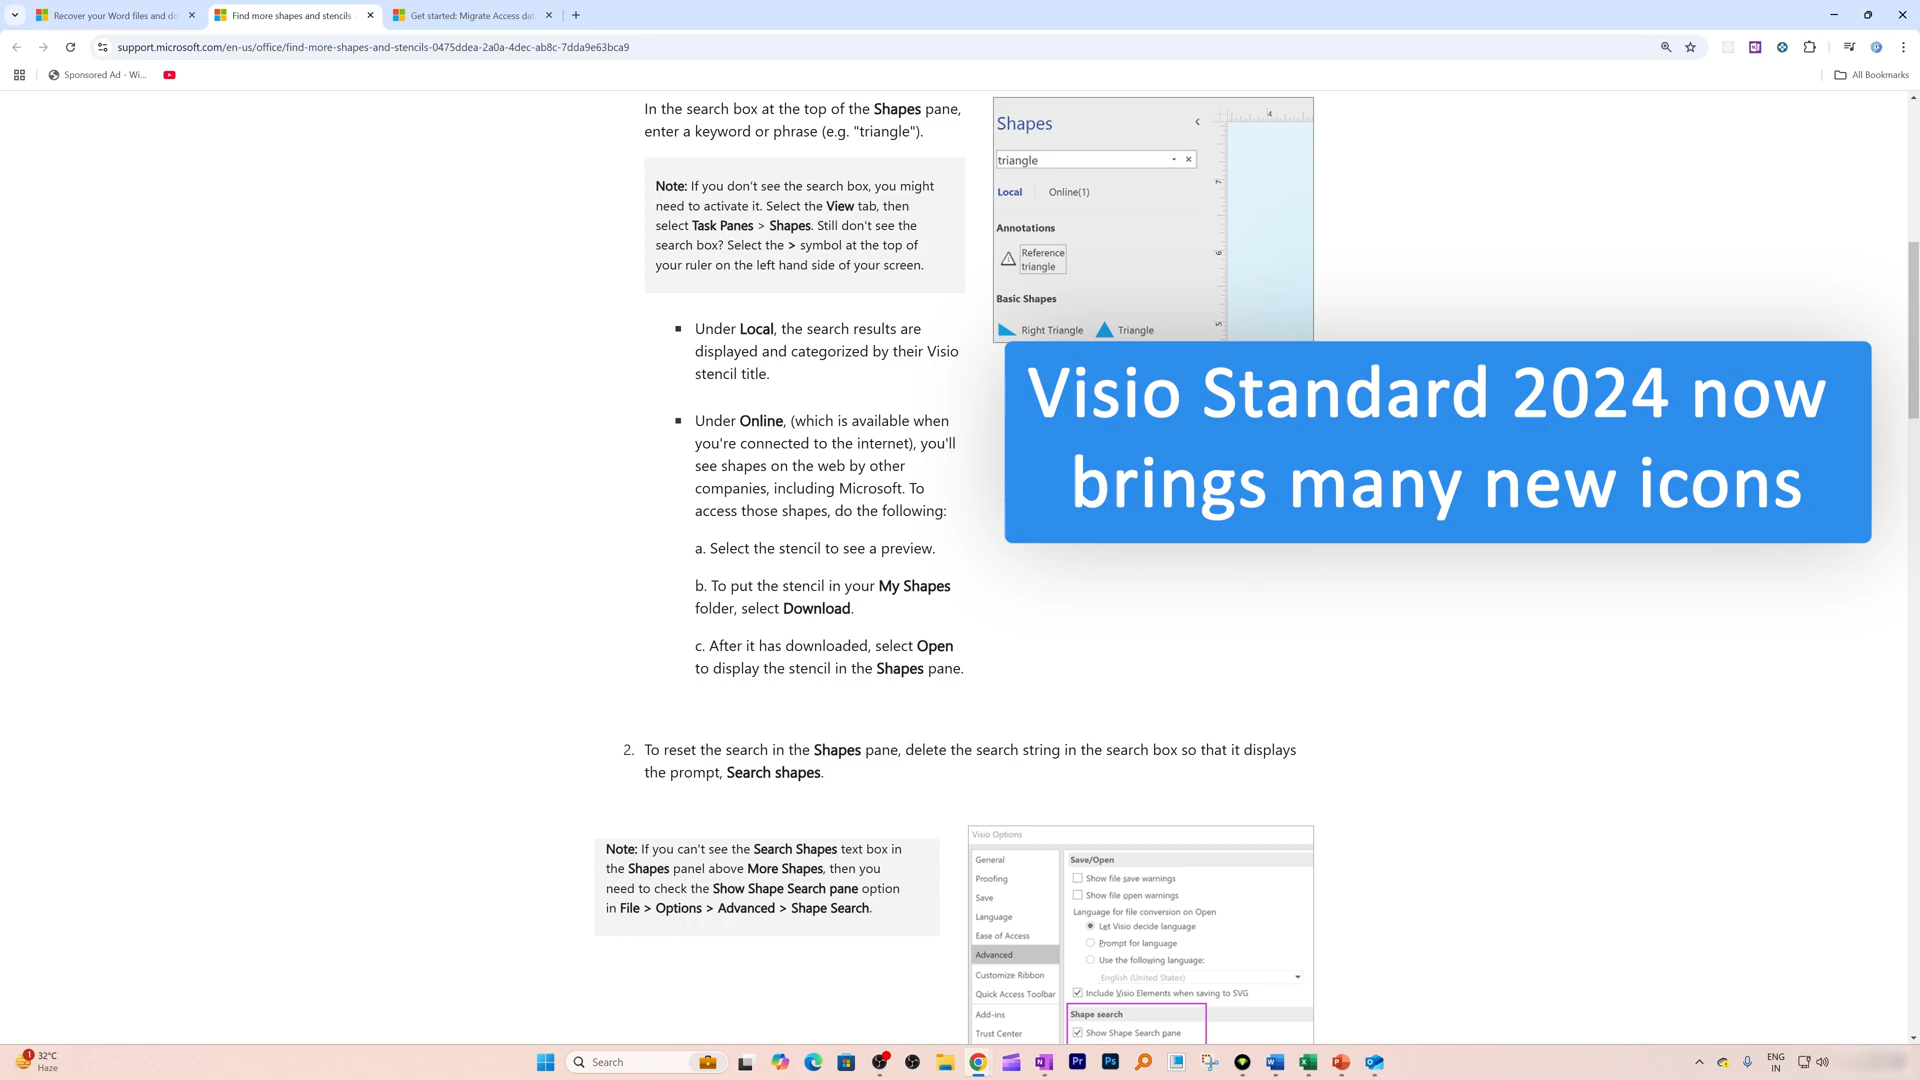 Recover your Word files and do
Find more shapes and stencils
Get started: Migrate Access dat
support.microsoft.com/en-us/office/find-more-shapes-and-stencils-0475ddea-2a0a-4dec-ab8c-7dda9e63bca9
Sponsored Ad - Wi...
All Bookmarks
In the search box at the top of the Shapes pane,
enter a keyword or phrase (e.g. "triangle").
Note: If you don't see the search box, you might
need to activate it. Select the View tab, then
select Task Panes > Shapes. Still don't see the
search box? Select the > symbol at the top of
your ruler on the left hand side of your screen.
Under Local, the search results are
displayed and categorized by their Visio
stencil title.
Under Online, (which is available when
you're connected to the internet), you'll
see shapes on the web by other
companies, including Microsoft. To
access those shapes, do the following:
a. Select the stencil to see a preview.
b. To put the stencil in your My Shapes
folder, select Download.
c. After it has downloaded, select Open
to display the stencil in the Shapes pane.
Shapes
4
triangle
Local
Online(1)
7
Annotations
Reference
triangle
6
Basic Shapes
Right Triangle
Triangle
5
Visio Standard 2024 now
brings many new icons
2. To reset the search in the Shapes pane, delete the search string in the search box so that it displays
the prompt, Search shapes.
Note: If you can't see the Search Shapes text box in
the Shapes panel above More Shapes, then you
need to check the Show Shape Search pane option
in File > Options > Advanced > Shape Search.
Visio Options
General
Proofing
Save
Language
Ease of Access
Advanced
Customize Ribbon
Quick Access Toolbar
Add-ins
Trust Center
Save/Open
Show file save warnings
Show file open warnings
Language for file conversion on Open
Let Visio decide language
Prompt for language
Use the following language:
English (United States)
Include Visio Elements when saving to SVG
Shape search
Show Shape Search pane
1
32°C
Haze
Search
ENG
IN